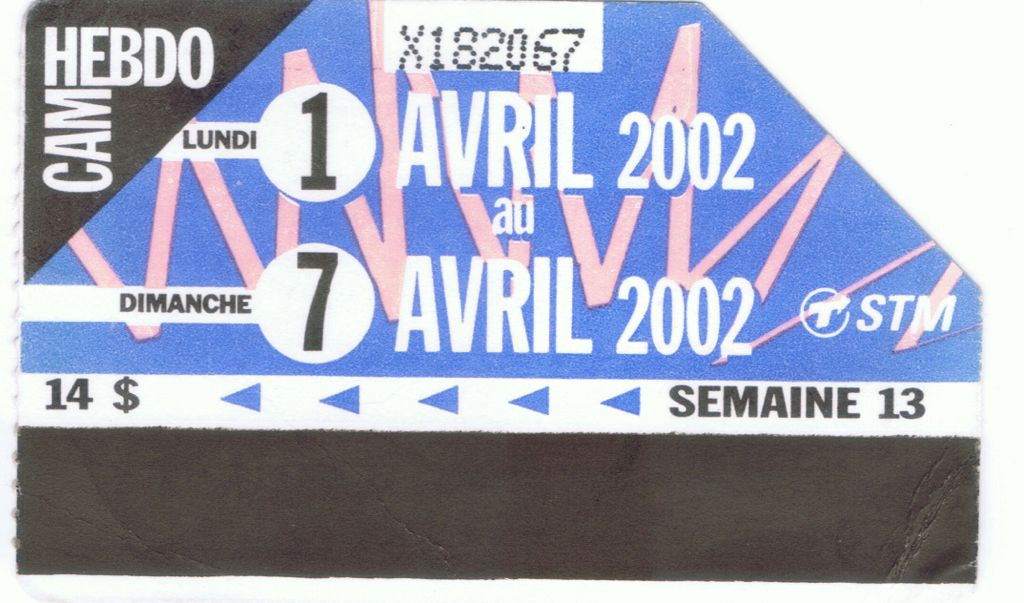 CAM HEBDO
X182067
LUNDI 1 AVRIL 2002
au
DIMANCHE 7 AVRIL 2002
STM
14 $ SEMAINE 13